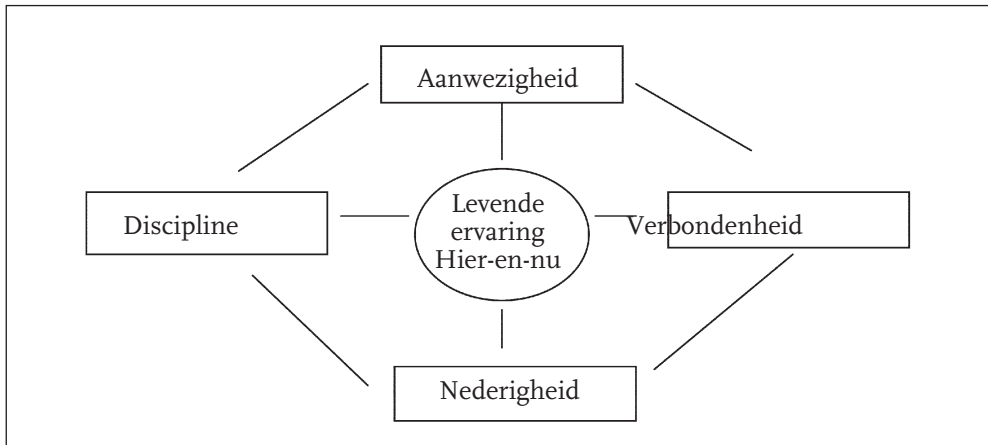 Aanwezigheid
Discipline
Levende
ervaring
Hier-en-nu
Verbondenheid
Nederigheid